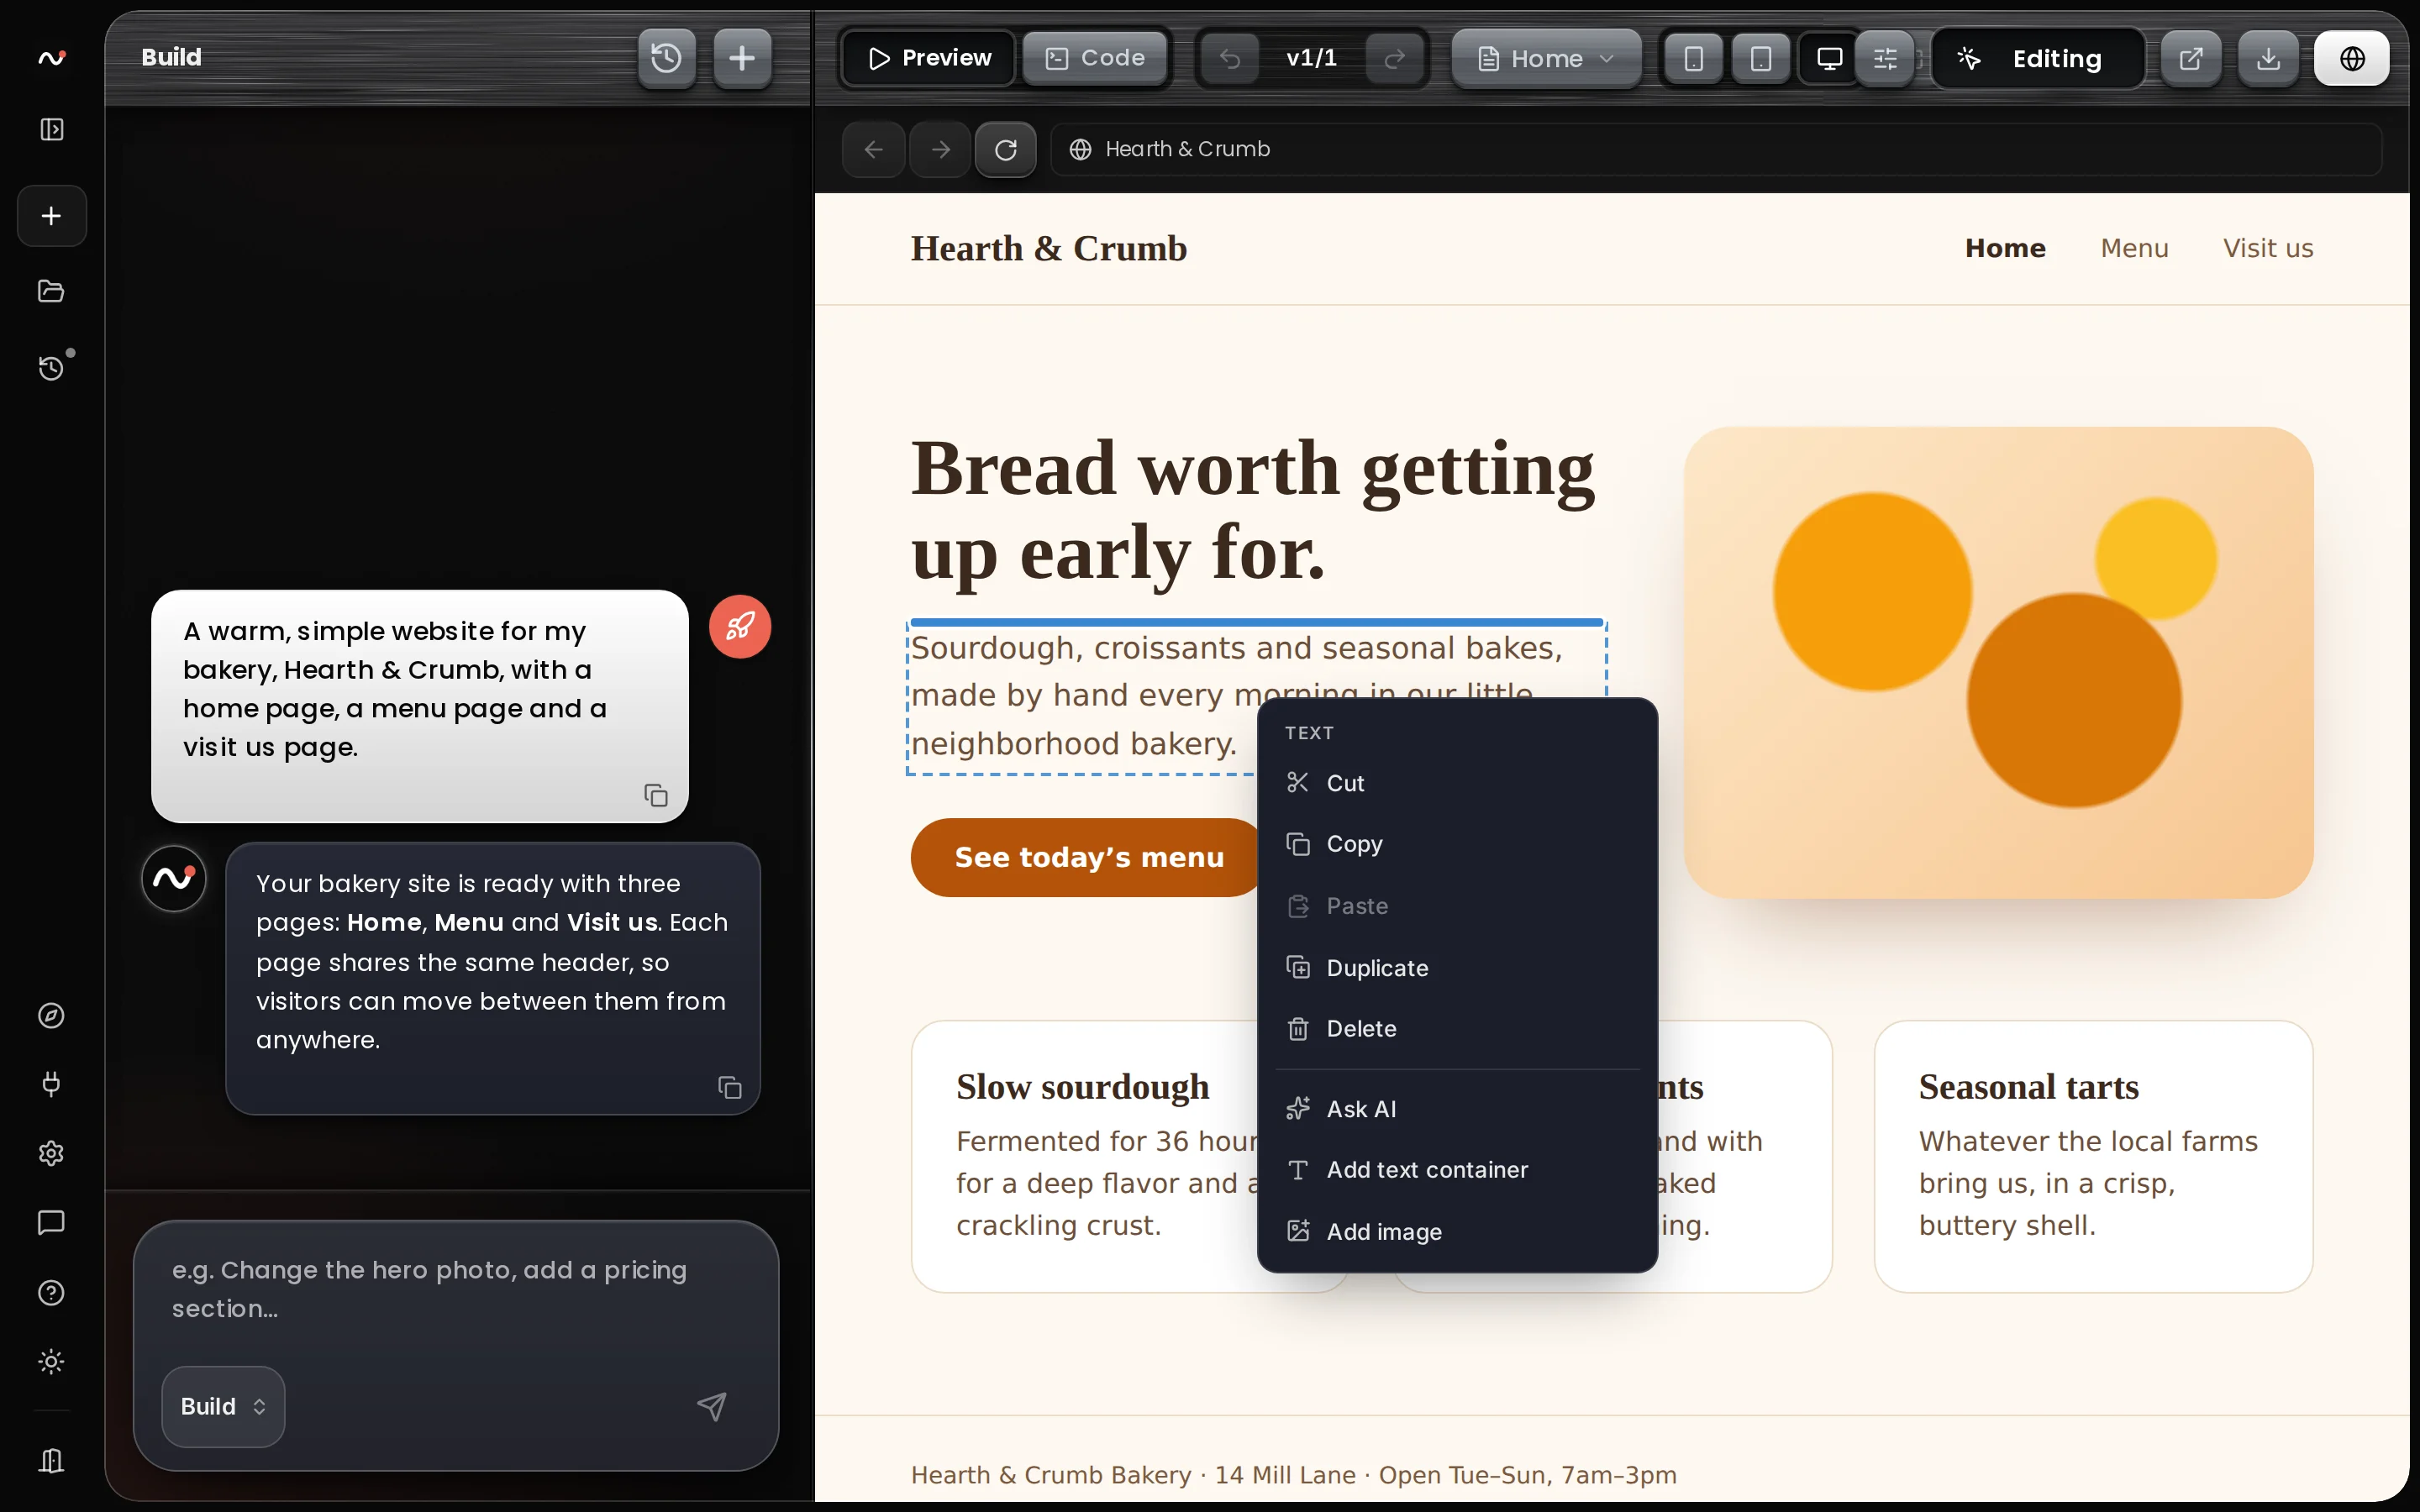 Build
Preview
Code
v1/1
Home
Editing
Hearth & Crumb
Hearth & Crumb
Home
Menu
Visit us
Bread worth getting
up early for.
Sourdough, croissants and seasonal bakes,
made by hand every morning in our little
neighborhood bakery.
See today’s menu
A warm, simple website for my
bakery, Hearth & Crumb, with a
home page, a menu page and a
visit us page.
Your bakery site is ready with three
pages: Home, Menu and Visit us. Each
page shares the same header, so
visitors can move between them from
anywhere.
e.g. Change the hero photo, add a pricing
section...
Build
TEXT
Cut
Copy
Paste
Duplicate
Delete
Ask AI
Add text container
Add image
Slow sourdough
Fermented for 36 hour
for a deep flavor and a
crackling crust.
nts
and with
aked
ing.
Seasonal tarts
Whatever the local farms
bring us, in a crisp,
buttery shell.
Hearth & Crumb Bakery · 14 Mill Lane · Open Tue–Sun, 7am–3pm